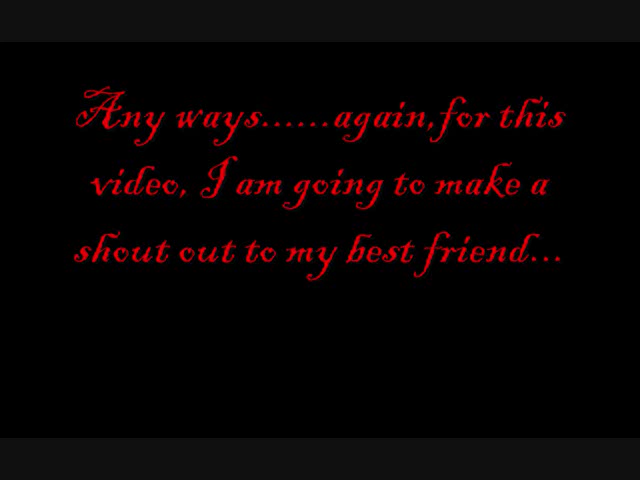 Any ways......again,for this
video, I am going to make a
shout out to my best friend...